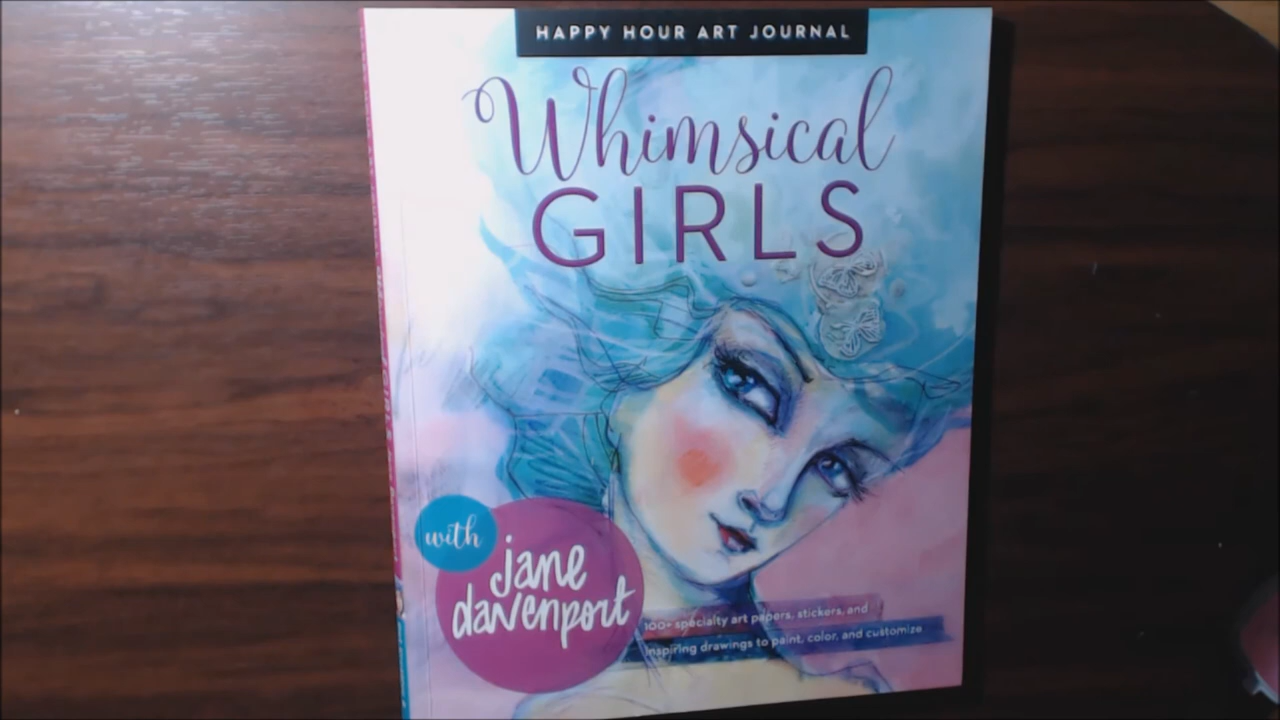 HAPPY HOUR ART JOURNAL
Whimsical
GIRLS
with
jane
davenport
100+ specialty art papers, stickers, and
inspiring drawings to paint, color, and customize